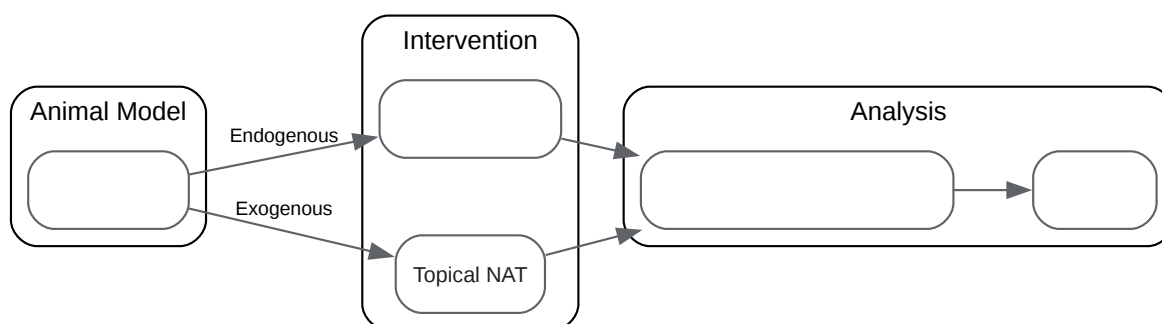 Animal Model
Endogenous
Exogenous
Intervention
Topical NAT
Analysis